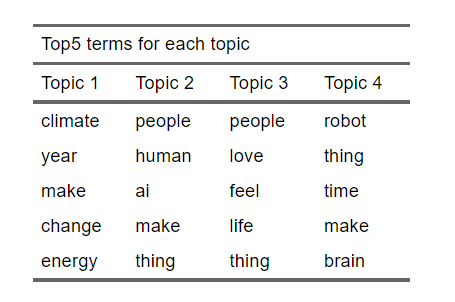 Top5 terms for each topic
Topic 1 Topic 2 Topic 3 Topic 4
climate people people robot
year human love thing
make ai feel time
change make life make
energy thing thing brain